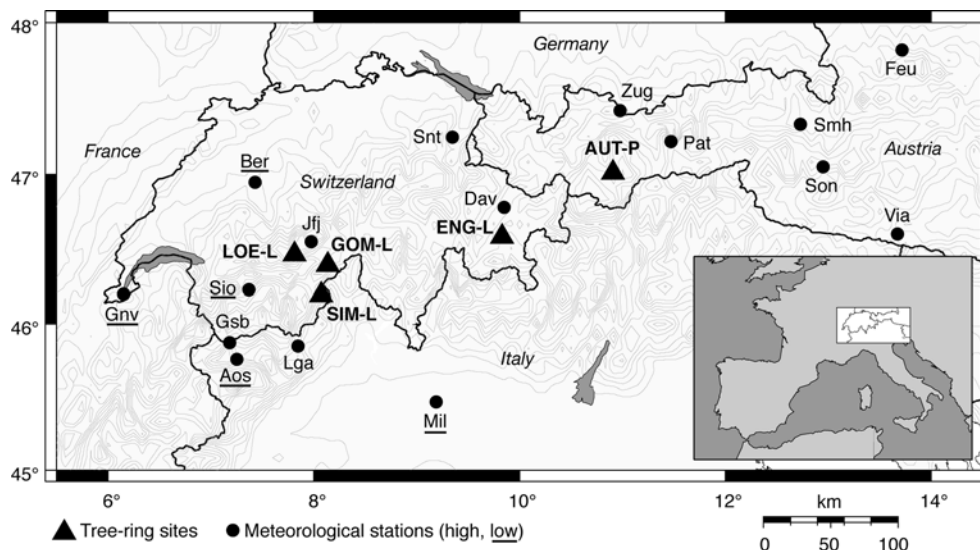 48°
47°
46°
45°
6°
8°
10°
12°
14°
Germany
France
Switzerland
Austria
Italy
Feu
Zug
Smh
Snt
Pat
AUT-P
Son
Ber
Dav
Via
Jfj
ENG-L
LOE-L
GOM-L
Sio
SIM-L
Gnv
Gsb
Lga
Aos
Mil
km
0 50 100
Tree-ring sites
Meteorological stations (high, low)